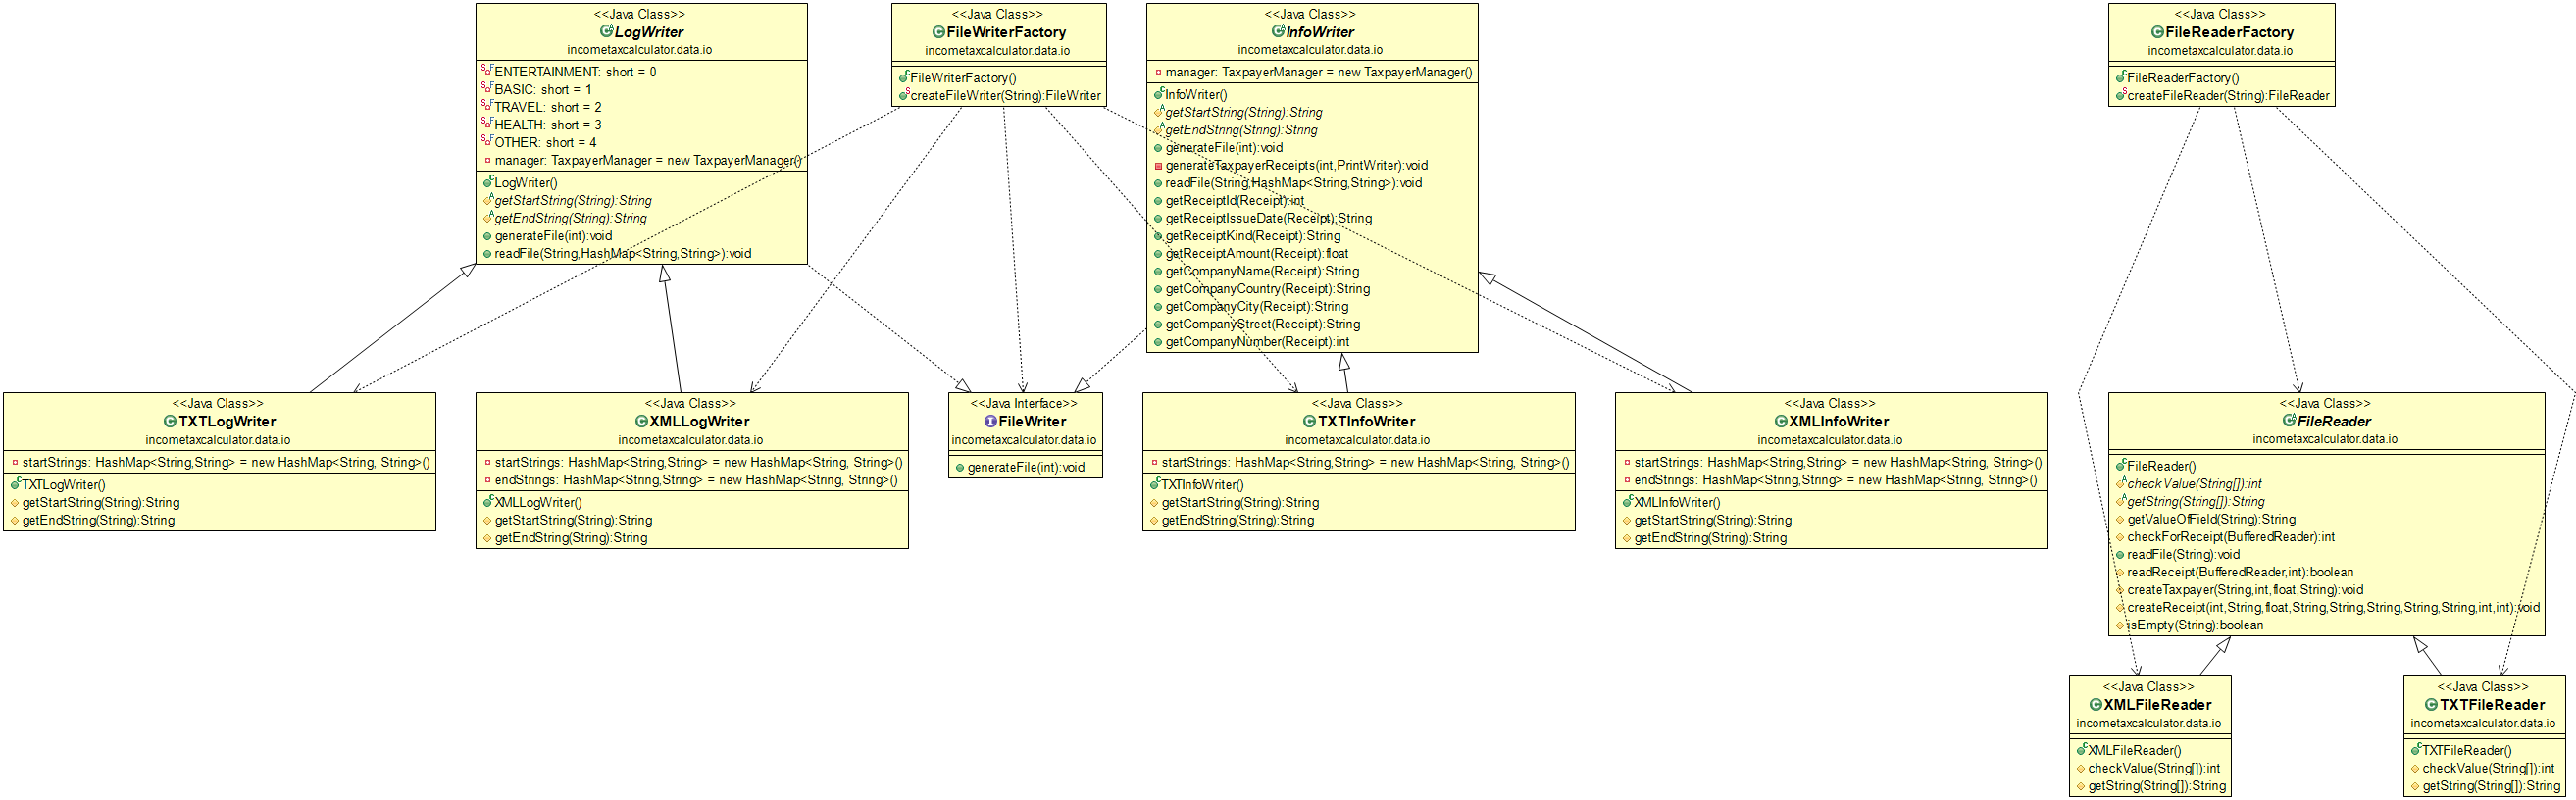 <<Java Class>>
LogWriter
incometaxcalculator.data.io
ENTERTAINMENT: short = 0
BASIC: short = 1
TRAVEL: short = 2
HEALTH: short = 3
OTHER: short = 4
manager: TaxpayerManager = new TaxpayerManager()
LogWriter()
getStartString(String):String
getEndString(String):String
generateFile(int):void
readFile(String,HashMap<String,String>):void
<<Java Class>>
FileWriterFactory
incometaxcalculator.data.io
FileWriterFactory()
createFileWriter(String):FileWriter
<<Java Class>>
InfoWriter
incometaxcalculator.data.io
manager: TaxpayerManager = new TaxpayerManager()
InfoWriter()
getStartString(String):String
getEndString(String):String
generateFile(int):void
generateTaxpayerReceipts(int,PrintWriter):void
readFile(String,HashMap<String,String>):void
getReceiptId(Receipt):int
getReceiptIssueDate(Receipt):String
getReceiptKind(Receipt):String
getReceiptAmount(Receipt):float
getCompanyName(Receipt):String
getCompanyCountry(Receipt):String
getCompanyCity(Receipt):String
getCompanyStreet(Receipt):String
getCompanyNumber(Receipt):int
<<Java Class>>
FileReaderFactory
incometaxcalculator.data.io
FileReaderFactory()
createFileReader(String):FileReader
<<Java Class>>
TXTLogWriter
incometaxcalculator.data.io
startStrings: HashMap<String,String> = new HashMap<String, String>()
TXTLogWriter()
getStartString(String):String
getEndString(String):String
<<Java Class>>
XMLLogWriter
incometaxcalculator.data.io
startStrings: HashMap<String,String> = new HashMap<String, String>()
endStrings: HashMap<String,String> = new HashMap<String, String>()
XMLLogWriter()
getStartString(String):String
getEndString(String):String
<<Java Interface>>
FileWriter
incometaxcalculator.data.io
generateFile(int):void
<<Java Class>>
TXTInfoWriter
incometaxcalculator.data.io
startStrings: HashMap<String,String> = new HashMap<String, String>()
TXTInfoWriter()
getStartString(String):String
getEndString(String):String
<<Java Class>>
XMLInfoWriter
incometaxcalculator.data.io
startStrings: HashMap<String,String> = new HashMap<String, String>()
endStrings: HashMap<String,String> = new HashMap<String, String>()
XMLInfoWriter()
getStartString(String):String
getEndString(String):String
<<Java Class>>
FileReader
incometaxcalculator.data.io
FileReader()
checkValue(String[]):int
getString(String[]):String
getValueOfField(String):String
checkForReceipt(BufferedReader):int
readFile(String):void
readReceipt(BufferedReader,int):boolean
createTaxpayer(String,int,float,String):void
createReceipt(int,String,float,String,String,String,String,String,int,int):void
isEmpty(String):boolean
<<Java Class>>
XMLFileReader
incometaxcalculator.data.io
XMLFileReader()
checkValue(String[]):int
getString(String[]):String
<<Java Class>>
TXTFileReader
incometaxcalculator.data.io
TXTFileReader()
checkValue(String[]):int
getString(String[]):String